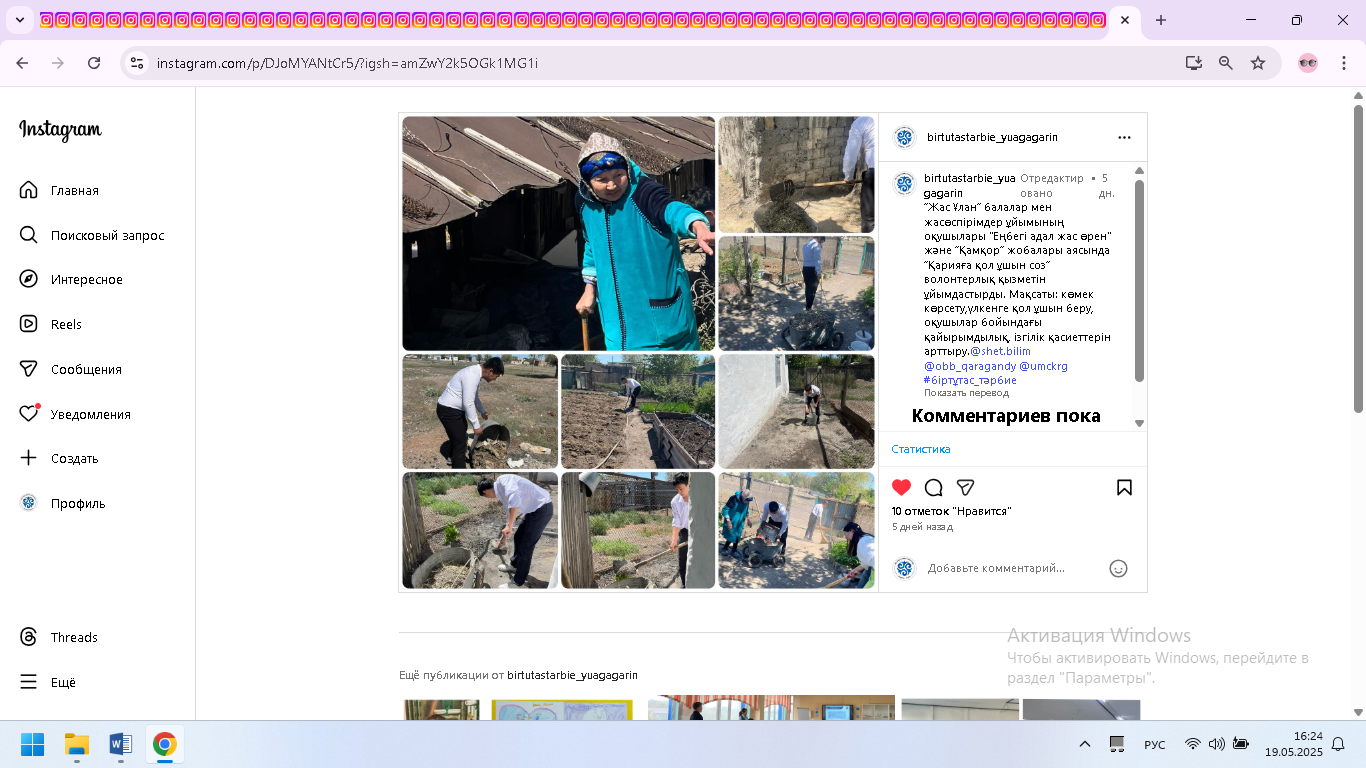 instagram.com/p/DJoMYANtCr5/?igsh=amZwY2k5OGk1MG1i
Instagram
Главная
Поисковый запрос
Интересное
Reels
Сообщения
Уведомления
Создать
Профиль
Threads
Ещё
birtutastarbie_yuagagarin
birtutastarbie_yua
gagarin
Отредактир
овано
• 5
дн.
“Жас Ұлан” балалар мен
жасөспірімдер ұйымының
оқушылары "Еңбегі адал жас өрен"
және “Қамқор” жобалары аясында
“Қарияға қол ұшын соз”
волонтерлық қызметін
ұйымдастырды. Мақсаты: көмек
көрсету,үлкенге қол ұшын беру,
оқушылар бойындағы
қайырымдылық, ізгілік қасиеттерін
арттыру.@shet.bilim
@obb_qaragandy @umckrg
#біртұтас_тәрбие
Показать перевод
Комментариев пока
Статистика
10 отметок "Нравится"
5 дней назад
Добавьте комментарий...
Активация Windows
Чтобы активировать Windows, перейдите в
раздел "Параметры".
Ещё публикации от birtutastarbie_yuagagarin
РУС
16:24
19.05.2025